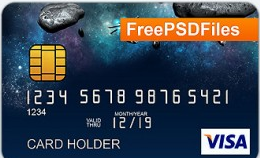 FreePSDFiles
1234 5678 9876 5421
1234
MONTH/YEAR
VALID THRU 12/19
CARD HOLDER
VISA